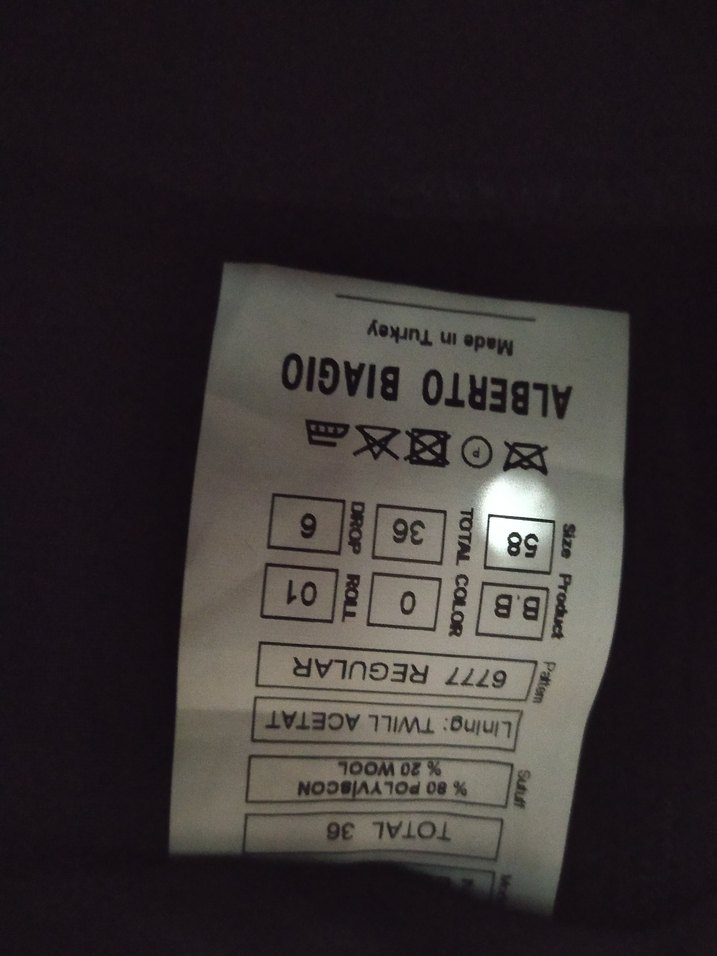 TOTAL 36
% 80 POLYVISCON
% 20 WOOL
Lining: TWILL ACETAT
Pattern 6777 REGULAR
Product COLOR 0 ROLL 01
Size 58 TOTAL 36 DROP 6
P
ALBERTO BIAGIO
Made in Turkey